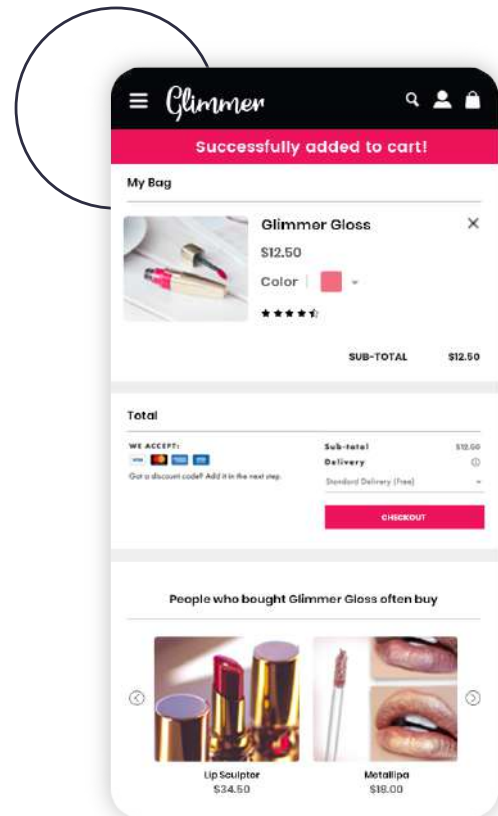 Glimmer
Successfully added to cart!
My Bag
Glimmer Gloss
$12.50
Color
SUB-TOTAL $12.50
Total
WE ACCEPT:
VISA
Got a discount code? Add it in the next step.
Sub-total $12.50
Delivery
Standard Delivery (Free)
CHECKOUT
People who bought Glimmer Gloss often buy
Lip Sculptor
$34.50
Metallipa
$18.00